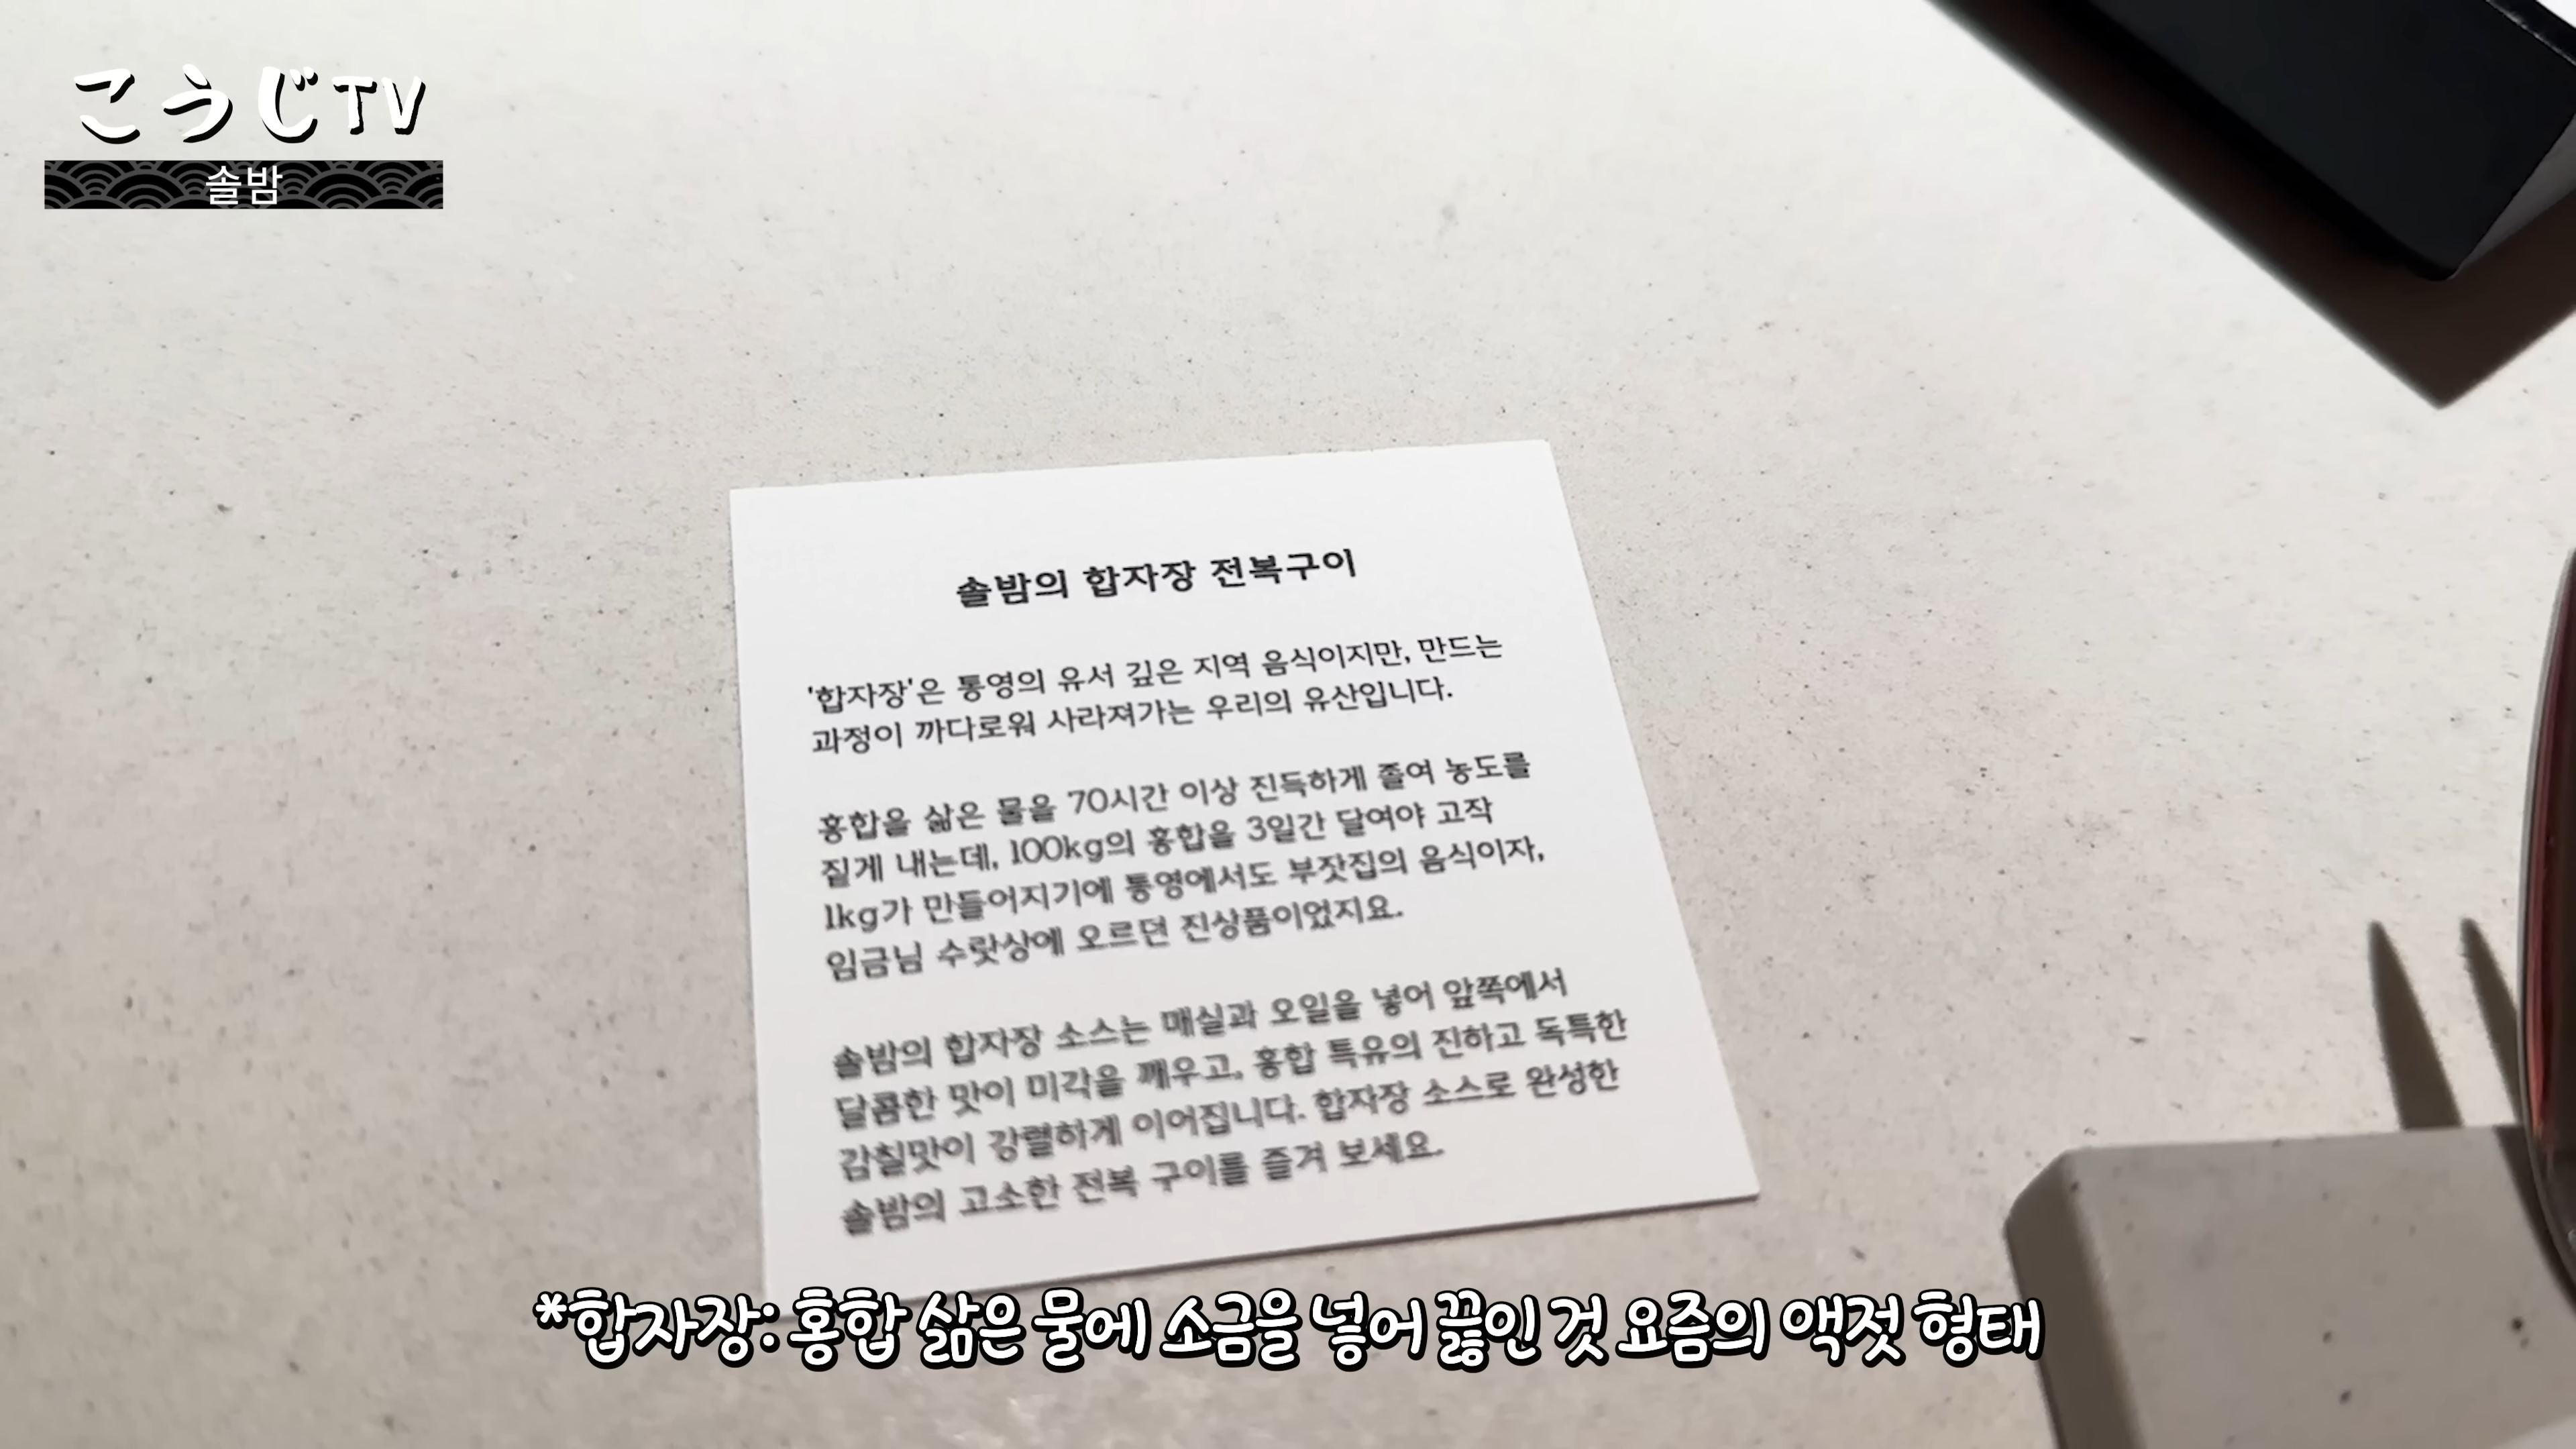 こうじTV
솔밤
솔밤의 합자장 전복구이
'합자장'은 통영의 유서 깊은 지역 음식이지만, 만드는
과정이 까다로워 사라져가는 우리의 유산입니다.
홍합을 삶은 물을 70시간 이상 진득하게 졸여 농도를
짙게 내는데, 100kg의 홍합을 3일간 달여야 고작
1kg가 만들어지기에 통영에서도 부잣집의 음식이자,
임금님 수랏상에 오르던 진상품이었지요.
솔밤의 합자장 소스는 매실과 오일을 넣어 앞쪽에서
달콤한 맛이 미각을 깨우고, 홍합 특유의 진하고 독특한
감칠맛이 강렬하게 이어집니다. 합자장 소스로 완성한
솔밤의 고소한 전복 구이를 즐겨 보세요.
*합자장: 홍합 삶은 물에 소금을 넣어 끓인 것 요즘의 액젓 형태